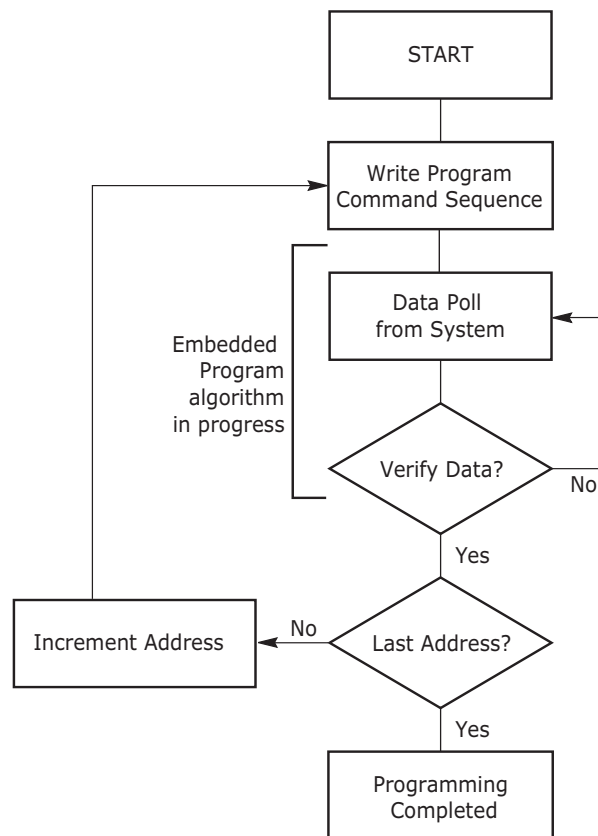 START
Write Program
Command Sequence
Data Poll
from System
Embedded
Program
algorithm
in progress
Verify Data?
No
Yes
Increment Address
No
Last Address?
Yes
Programming
Completed